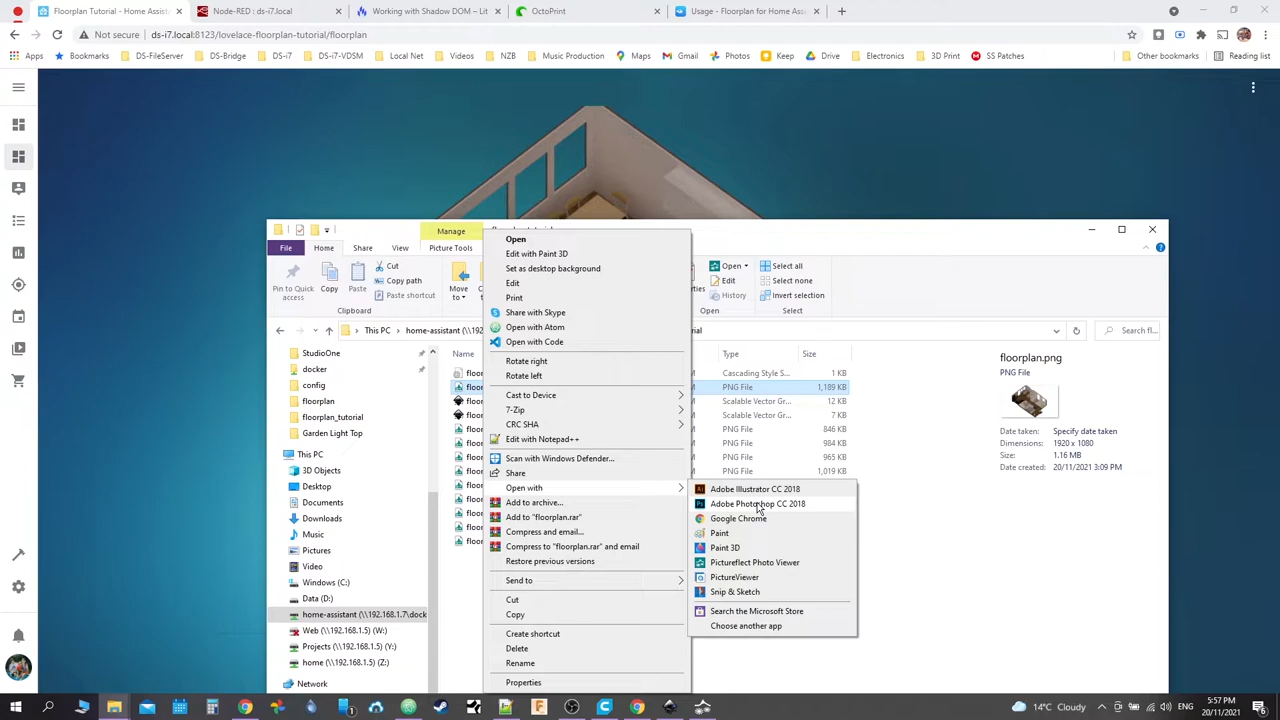 Floorplan Tutorial - Home Assist
Node-RED : ds-i7.local
Working with Shadow DOM – Lit
OctoPrint
Usage - Floorplan for Home Assi
Not secure
ds-i7.local:8123/lovelace-floorplan-tutorial/floorplan
Apps
Bookmarks
DS-FileServer
DS-Bridge
DS-i7
DS-i7-VDSM
Local Net
Videos
NZB
Music Production
Maps
Gmail
Photos
Keep
Drive
Electronics
3D Print
SS Patches
Other bookmarks
Reading list
Manage
File
Home
Share
View
Picture Tools
Pin to Quick
access
Copy
Paste
Cut
Copy path
Paste shortcut
Clipboard
Move
to
Open
Edit
History
Open
Select all
Select none
Invert selection
Select
This PC
home-assistant (\\192
Search fl...
StudioOne
docker
config
floorplan
floorplan_tutorial
Garden Light Top
This PC
3D Objects
Desktop
Documents
Downloads
Music
Pictures
Video
Windows (C:)
Data (D:)
home-assistant (\\192.168.1.7\dock
Web (\\192.168.1.5) (W:)
Projects (\\192.168.1.5) (Y:)
home (\\192.168.1.5) (Z:)
Network
Name
Type
Size
Cascading Style S...
1 KB
PNG File
1,189 KB
Scalable Vector Gr...
12 KB
Scalable Vector Gr...
7 KB
PNG File
846 KB
PNG File
984 KB
PNG File
965 KB
PNG File
1,019 KB
Open
Edit with Paint 3D
Set as desktop background
Edit
Print
Share with Skype
Open with Atom
Open with Code
Rotate right
Rotate left
Cast to Device
7-Zip
CRC SHA
Edit with Notepad++
Scan with Windows Defender...
Share
Open with
Add to archive...
Add to "floorplan.rar"
Compress and email...
Compress to "floorplan.rar" and email
Restore previous versions
Send to
Cut
Copy
Create shortcut
Delete
Rename
Properties
Adobe Illustrator CC 2018
Adobe Photoshop CC 2018
Google Chrome
Paint
Paint 3D
Pictureflect Photo Viewer
PictureViewer
Snip & Sketch
Search the Microsoft Store
Choose another app
floorplan.png
PNG File
Date taken: Specify date taken
Dimensions: 1920 x 1080
Size: 1.16 MB
Date created: 20/11/2021 3:09 PM
14°C Cloudy
5:57 PM
20/11/2021